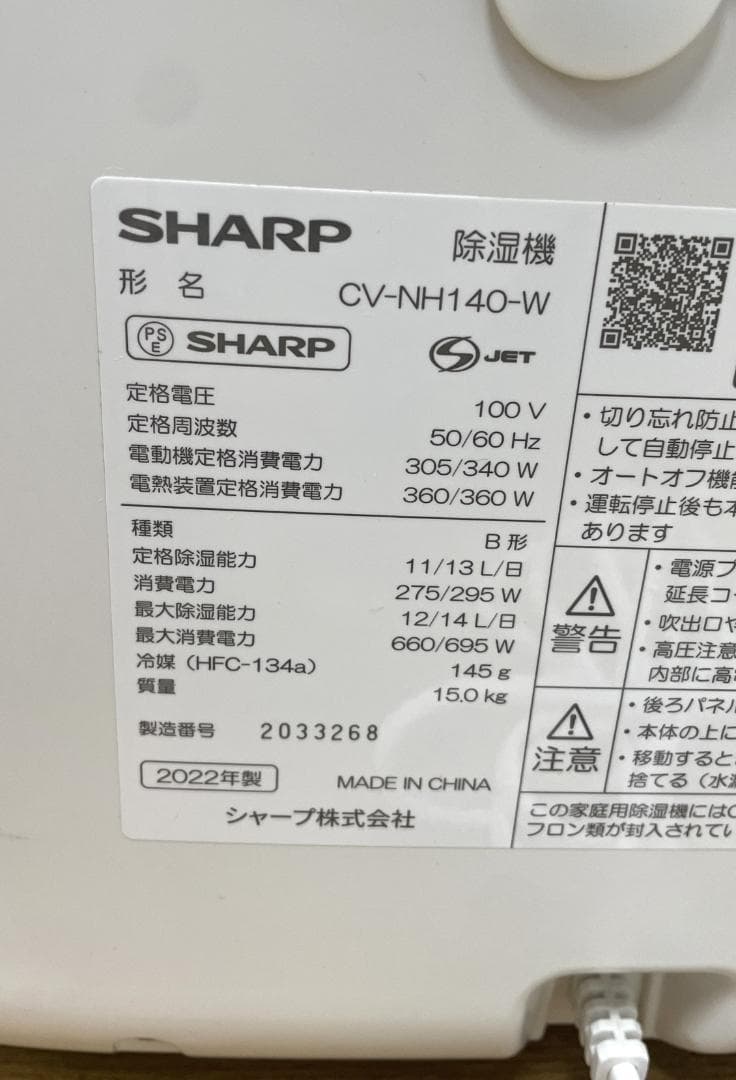 SHARP
除湿機
形 名
CV-NH140-W
PS
E
SHARP
S JET
定格電圧 100 V
定格周波数 50/60 Hz
電動機定格消費電力 305/340 W
電熱装置定格消費電力 360/360 W
種類 B 形
定格除湿能力 11/13 L/日
消費電力 275/295 W
最大除湿能力 12/14 L/日
最大消費電力 660/695 W
冷媒（HFC-134a） 145 g
質量 15.0 kg
製造番号 2033268
2022年製 MADE IN CHINA
シャープ株式会社
・切り忘れ防止
して自動停止
・オートオフ機能
・運転停止後も本
あります
警告
・電源プ
延長コー
・吹出口や
・高圧注意
内部に高
注意
・後ろパネル
・本体の上に
・移動すると
捨てる（水漏
この家庭用除湿機にはC
フロン類が封入されてい